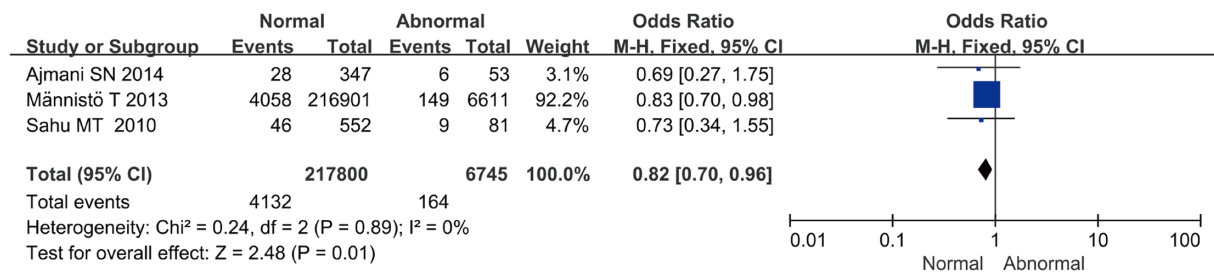 Normal Abnormal Odds Ratio Odds Ratio
Study or Subgroup Events Total Events Total Weight M-H, Fixed, 95% CI M-H, Fixed, 95% CI
Ajmani SN 2014 28 347 6 53 3.1% 0.69 [0.27, 1.75]
Männistö T 2013 4058 216901 149 6611 92.2% 0.83 [0.70, 0.98]
Sahu MT 2010 46 552 9 81 4.7% 0.73 [0.34, 1.55]
Total (95% CI) 217800 6745 100.0% 0.82 [0.70, 0.96]
Total events 4132 164
Heterogeneity: Chi² = 0.24, df = 2 (P = 0.89); I² = 0%
Test for overall effect: Z = 2.48 (P = 0.01)
0.01 0.1 1 10 100
Normal Abnormal